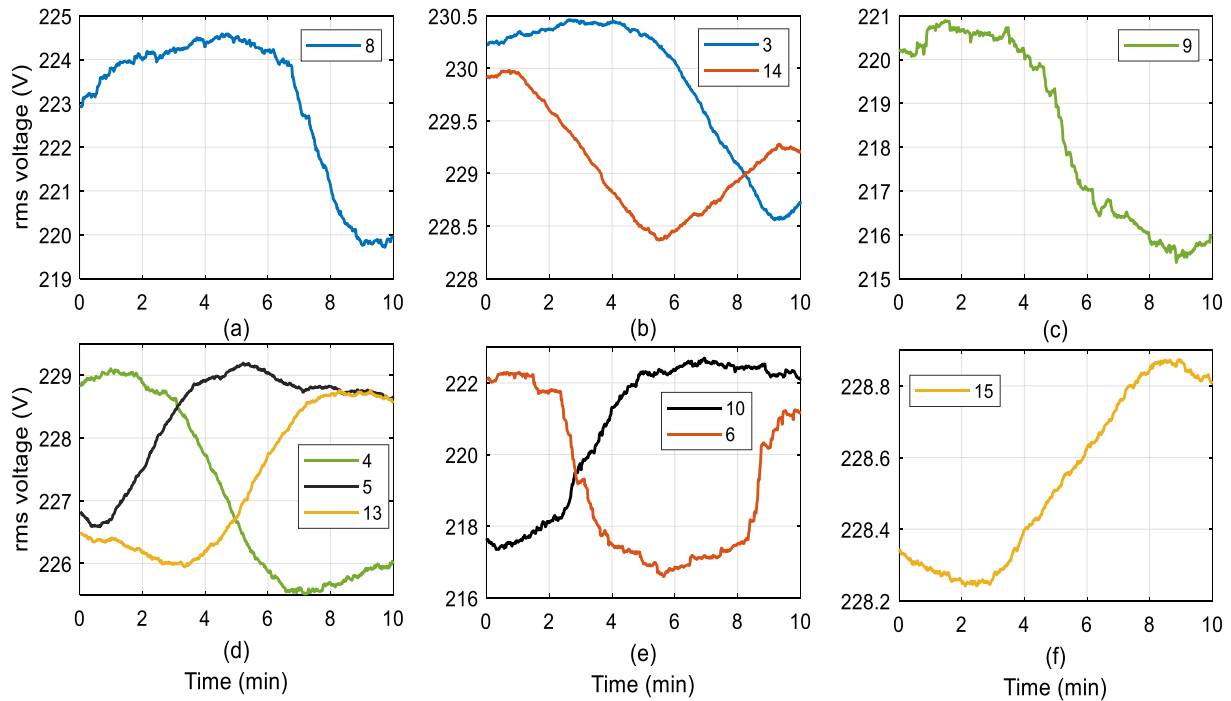 rms voltage (V)
225
224
223
222
221
220
219
8
0 2 4 6 8 10
(a)
230.5
230
229.5
229
228.5
228
3
14
0 2 4 6 8 10
(b)
221
220
219
218
217
216
215
9
0 2 4 6 8 10
(c)
rms voltage (V)
229
228
227
226
4
5
13
0 2 4 6 8 10
(d)
Time (min)
222
220
218
216
10
6
0 2 4 6 8 10
(e)
Time (min)
228.8
228.6
228.4
228.2
15
0 2 4 6 8 10
(f)
Time (min)